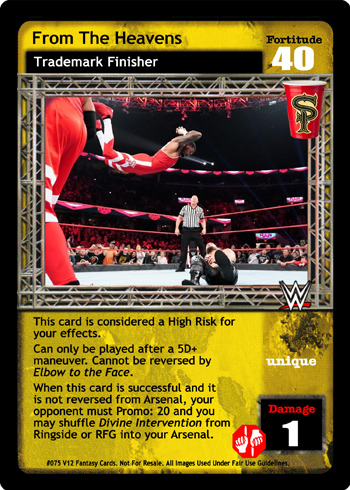 From The Heavens
Fortitude
40
Trademark Finisher
SP
W
This card is considered a High Risk for
your effects.
Can only be played after a 5D+
maneuver. Cannot be reversed by
Elbow to the Face.
unique
When this card is successful and it
is not reversed from Arsenal, your
opponent must Promo: 20 and you
may shuffle Divine Intervention from
Ringside or RFG into your Arsenal.
Damage
1
#075 V12 Fantasy Cards. Not For Resale. All Images Used Under Fair Use Guidelines.